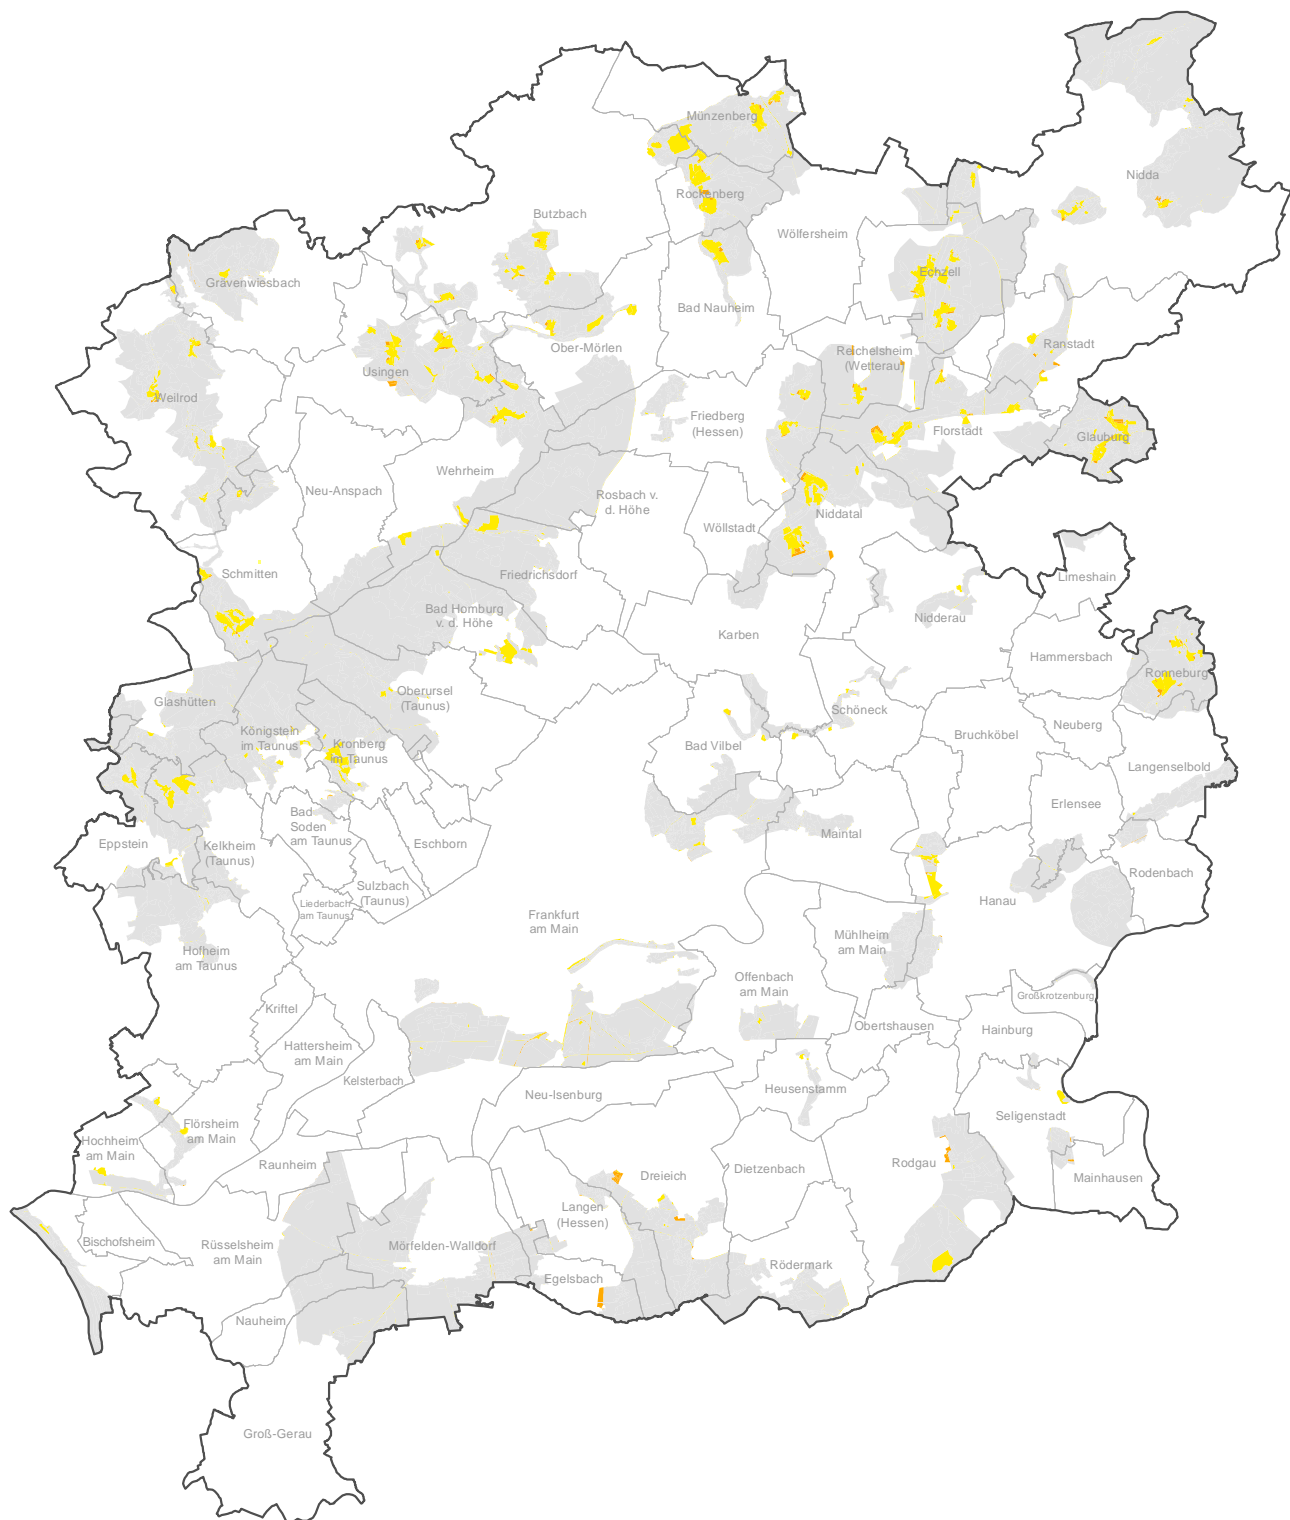 Münzenberg
Nidda
Rockenberg
Butzbach
Wölfersheim
Echzell
Grävenwiesbach
Bad Nauheim
Ranstadt
Ober-Mörlen
Reichelsheim
(Wetterau)
Usingen
Weilrod
Friedberg
(Hessen)
Florstadt
Glauburg
Wehrheim
Neu-Anspach
Rosbach v.
d. Höhe
Wöllstadt
Niddatal
Schmitten
Friedrichsdorf
Limeshain
Bad Homburg
v. d. Höhe
Nidderau
Karben
Hammersbach
Ronneburg
Glashütten
Oberursel
(Taunus)
Schöneck
Neuberg
Königstein
im Taunus
Kronberg
im Taunus
Bad Vilbel
Bruchköbel
Langenselbold
Erlensee
Bad
Soden
am Taunus
Eppstein
Kelkheim
(Taunus)
Eschborn
Maintal
Rodenbach
Sulzbach
(Taunus)
Liederbach
am Taunus
Hanau
Frankfurt
am Main
Mühlheim
am Main
Hofheim
am Taunus
Offenbach
am Main
Großkrotzenburg
Kriftel
Obertshausen
Hainburg
Hattersheim
am Main
Kelsterbach
Neu-Isenburg
Heusenstamm
Seligenstadt
Flörsheim
am Main
Hochheim
am Main
Raunheim
Dreieich
Dietzenbach
Rodgau
Mainhausen
Langen
(Hessen)
Bischofsheim
Rüsselsheim
am Main
Mörfelden-Walldorf
Rödermark
Egelsbach
Nauheim
Groß-Gerau